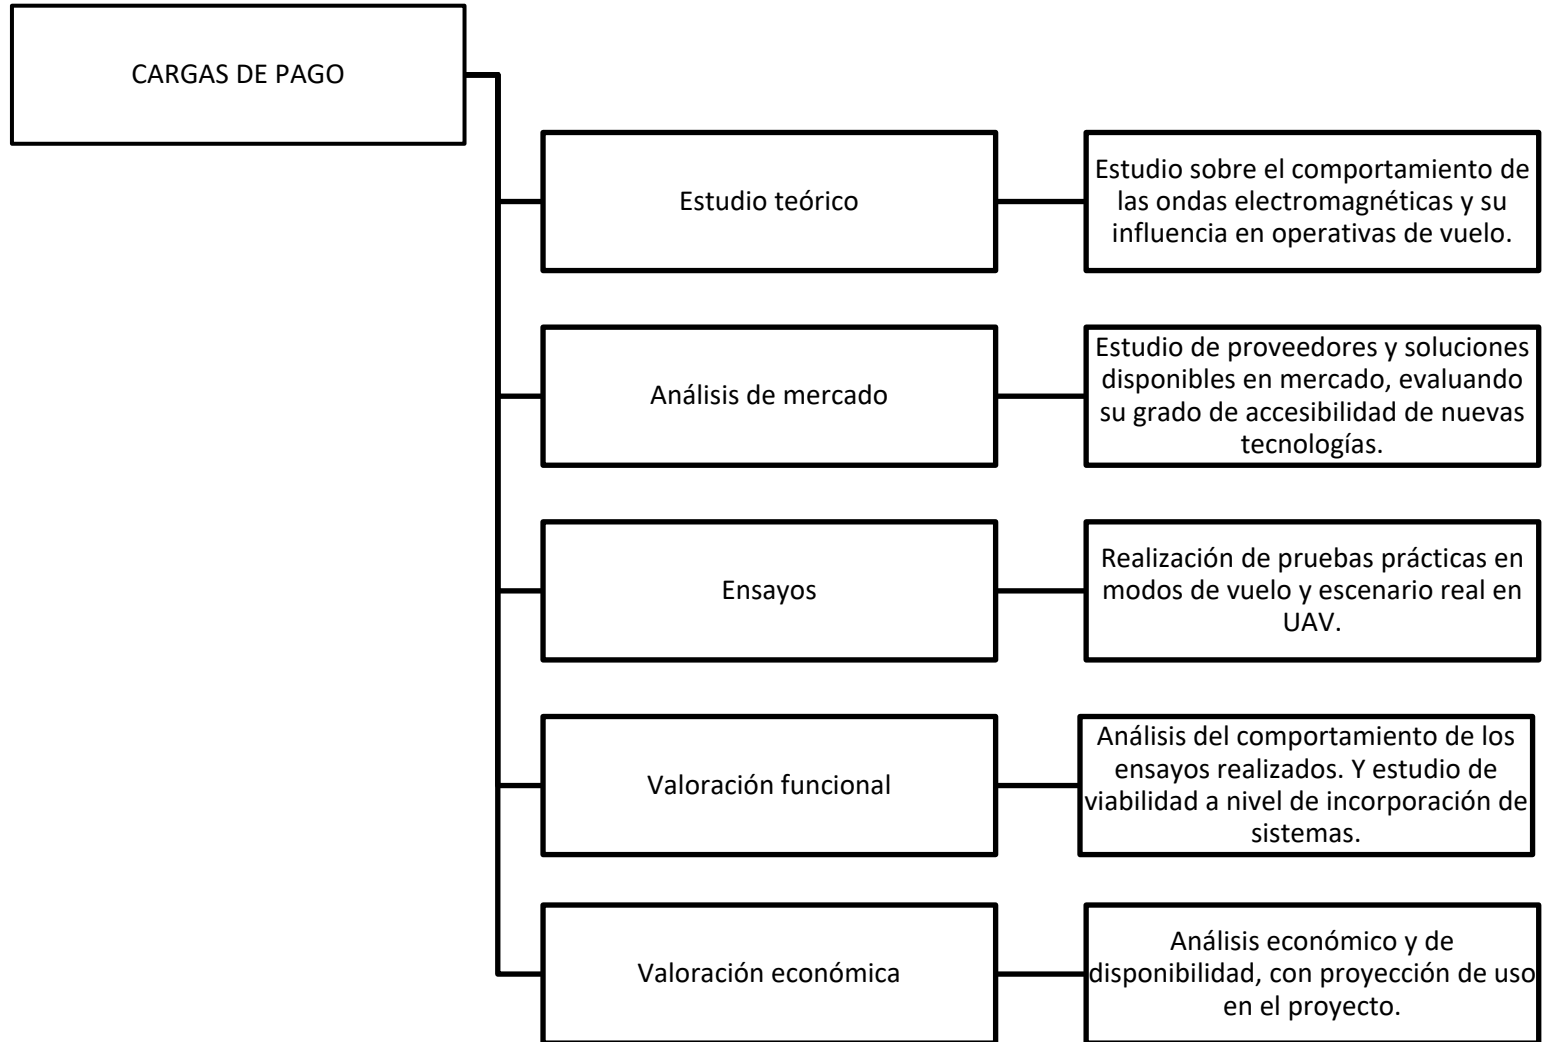 CARGAS DE PAGO
Estudio teórico
Estudio sobre el comportamiento de
las ondas electromagnéticas y su
influencia en operativas de vuelo.
Análisis de mercado
Estudio de proveedores y soluciones
disponibles en mercado, evaluando
su grado de accesibilidad de nuevas
tecnologías.
Ensayos
Realización de pruebas prácticas en
modos de vuelo y escenario real en
UAV.
Valoración funcional
Análisis del comportamiento de los
ensayos realizados. Y estudio de
viabilidad a nivel de incorporación de
sistemas.
Valoración económica
Análisis económico y de
disponibilidad, con proyección de uso
en el proyecto.